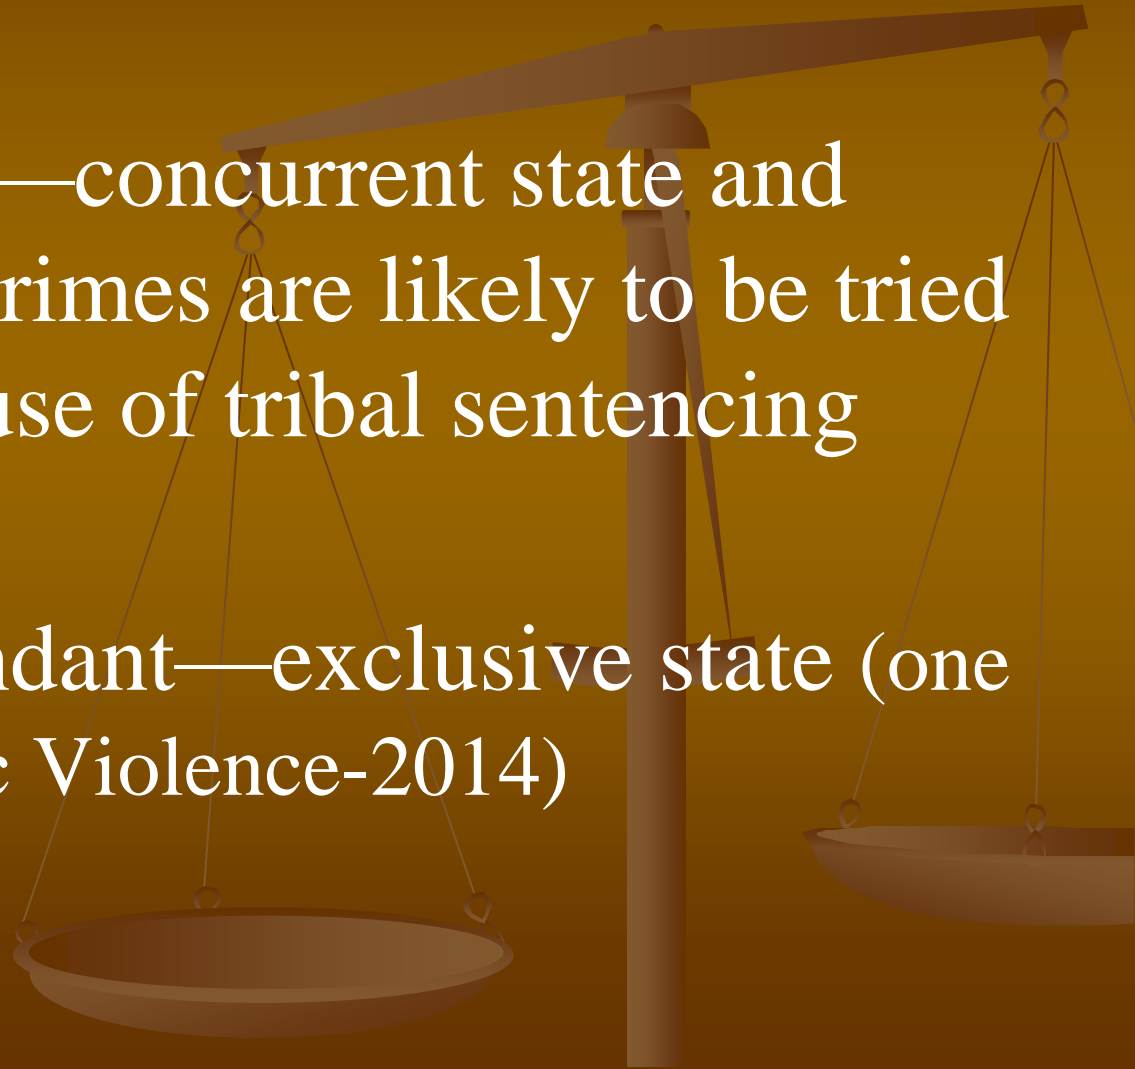 —concurrent state and
rimes are likely to be tried
use of tribal sentencing
ndant—exclusive state (one
c Violence-2014)